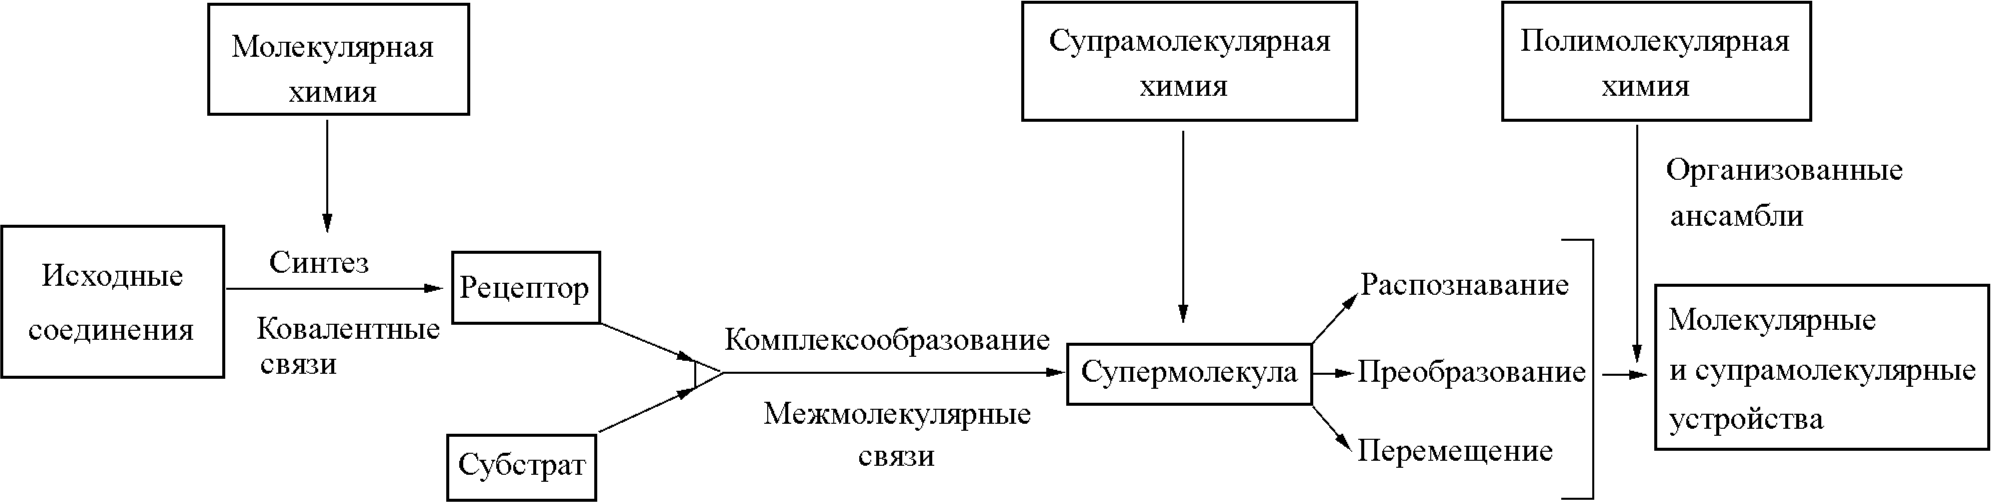 Молекулярная
химия
Супрамолекулярная
химия
Полимолекулярная
химия
Организованные
ансамбли
Исходные
соединения
Синтез
Ковалентные
связи
Рецептор
Субстрат
Комплексообразование
Межмолекулярные
связи
Супермолекула
Распознавание
Преобразование
Перемещение
Молекулярные
и супрамолекулярные
устройства